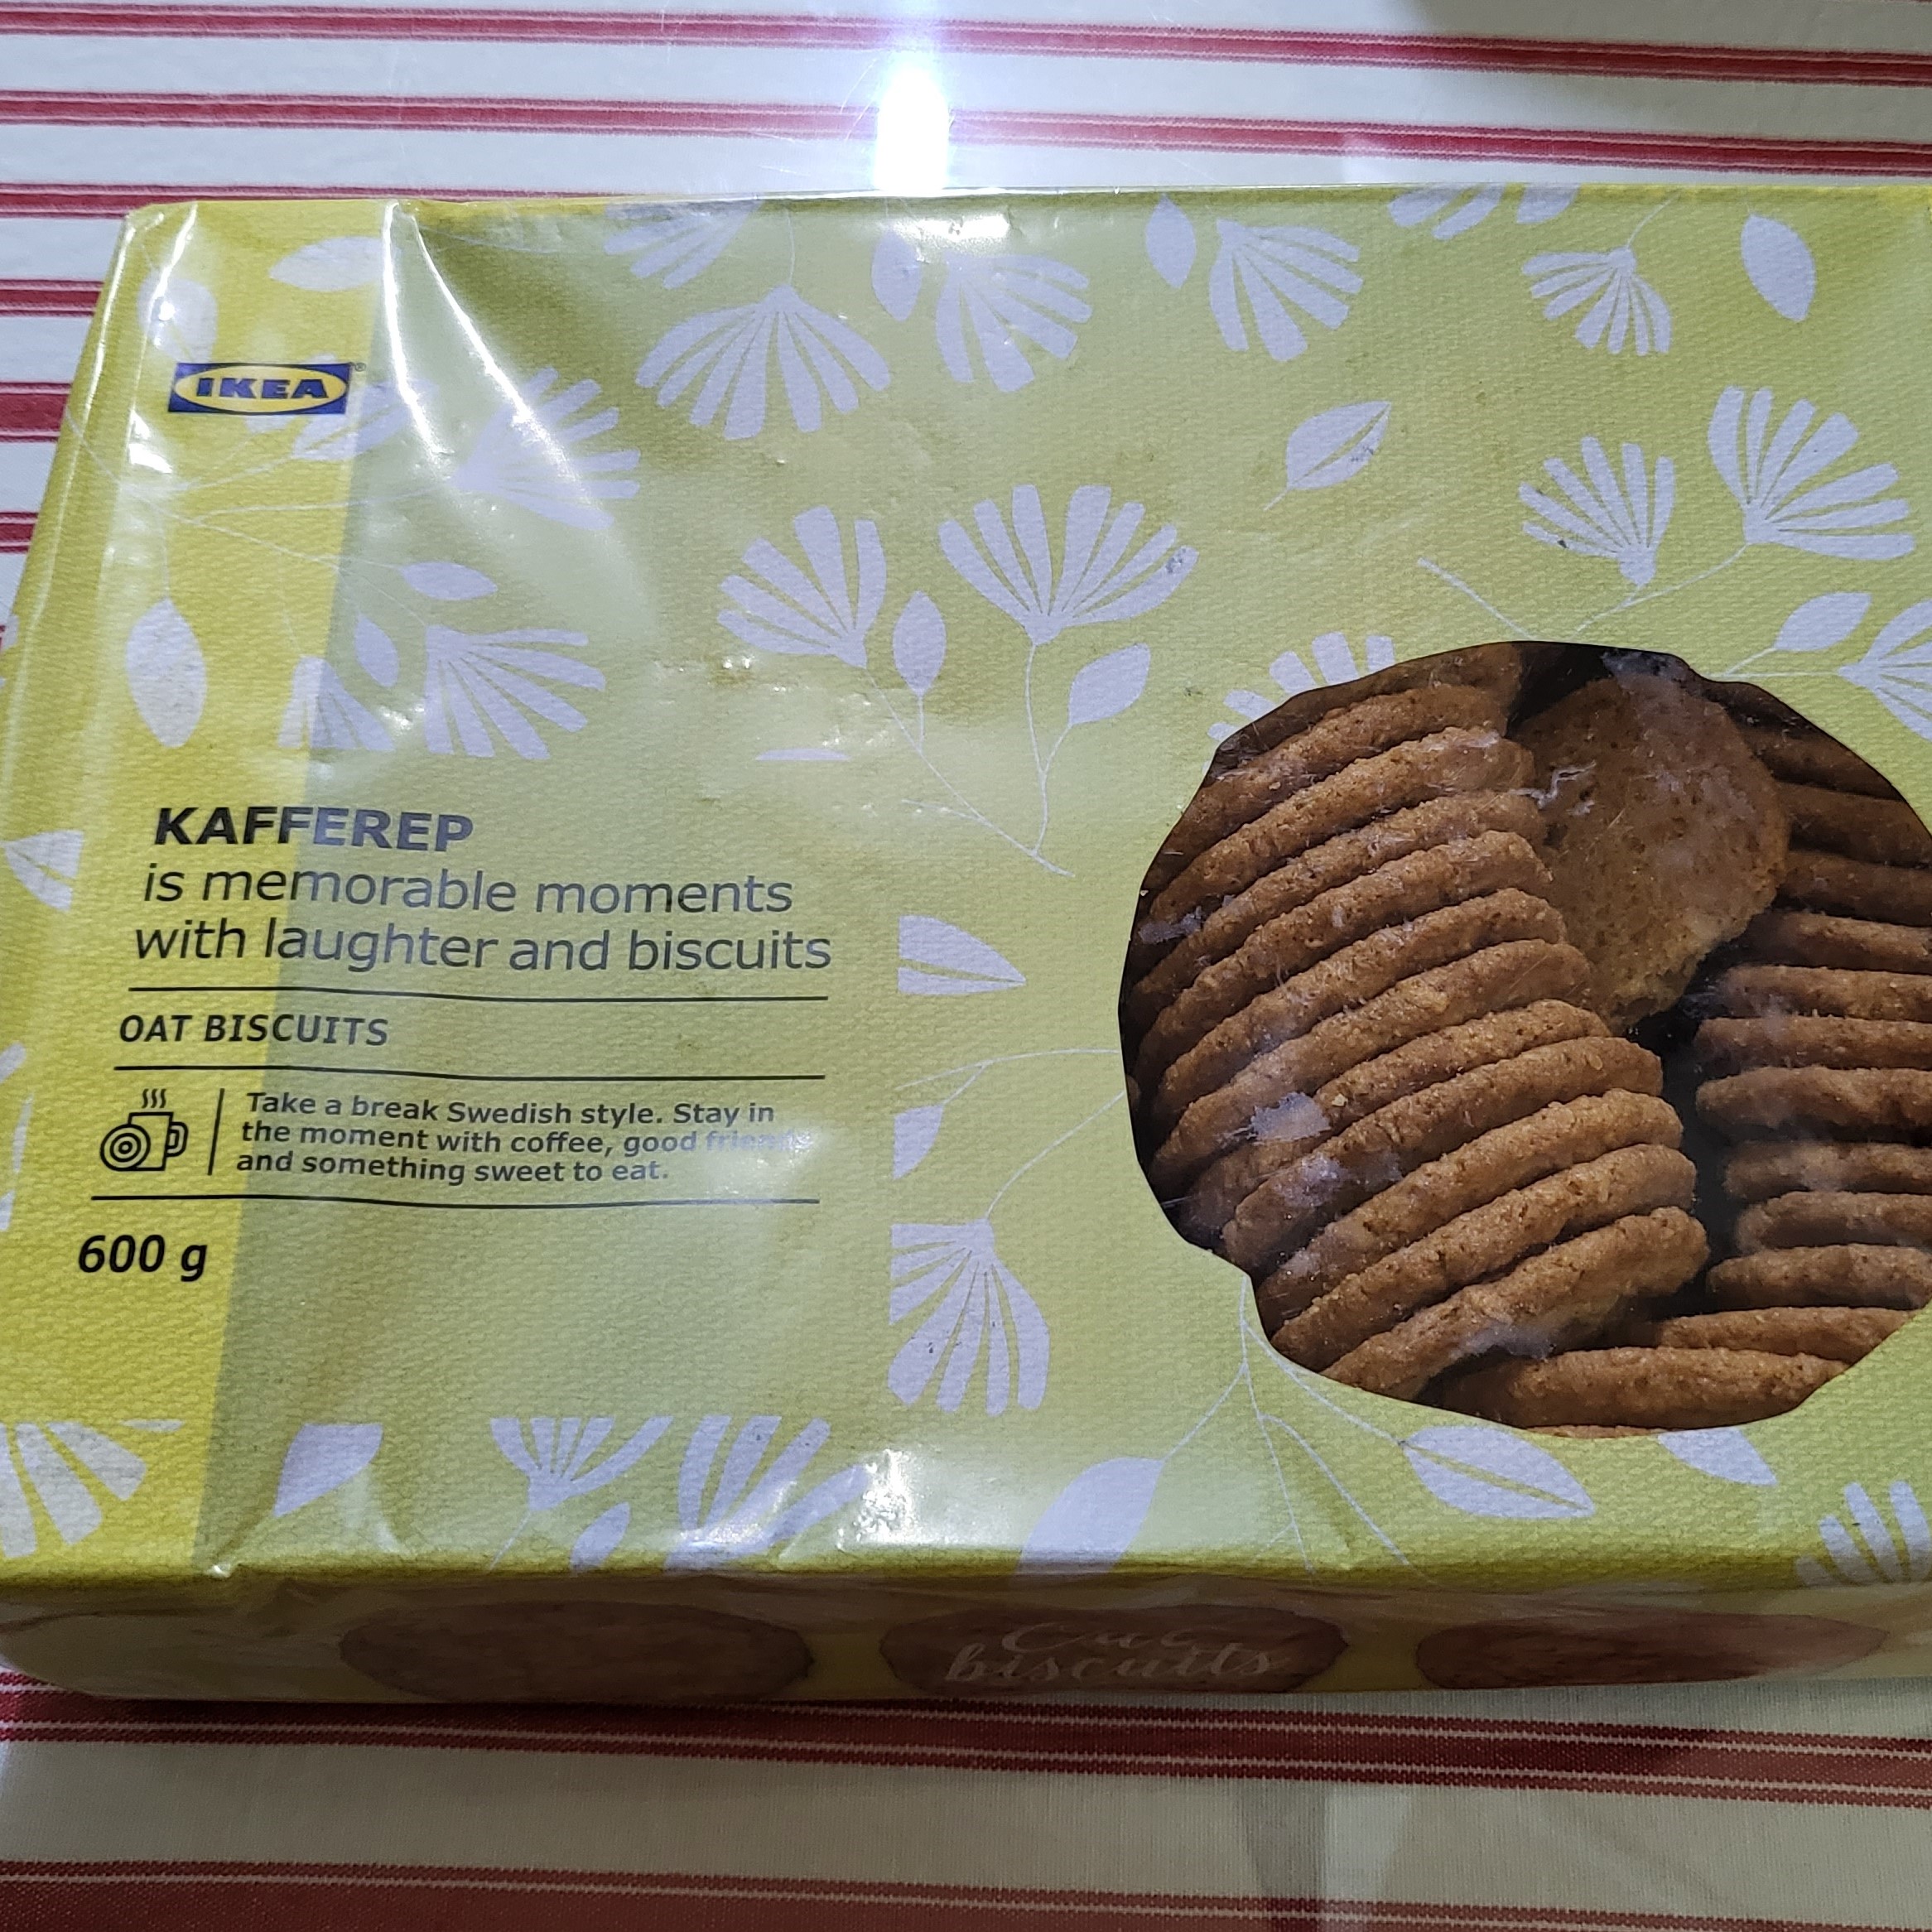 IKEA
KAFFEREP
is memorable moments
with laughter and biscuits
OAT BISCUITS
Take a break Swedish style. Stay in
the moment with coffee, good friends
and something sweet to eat.
600 g
biscuits